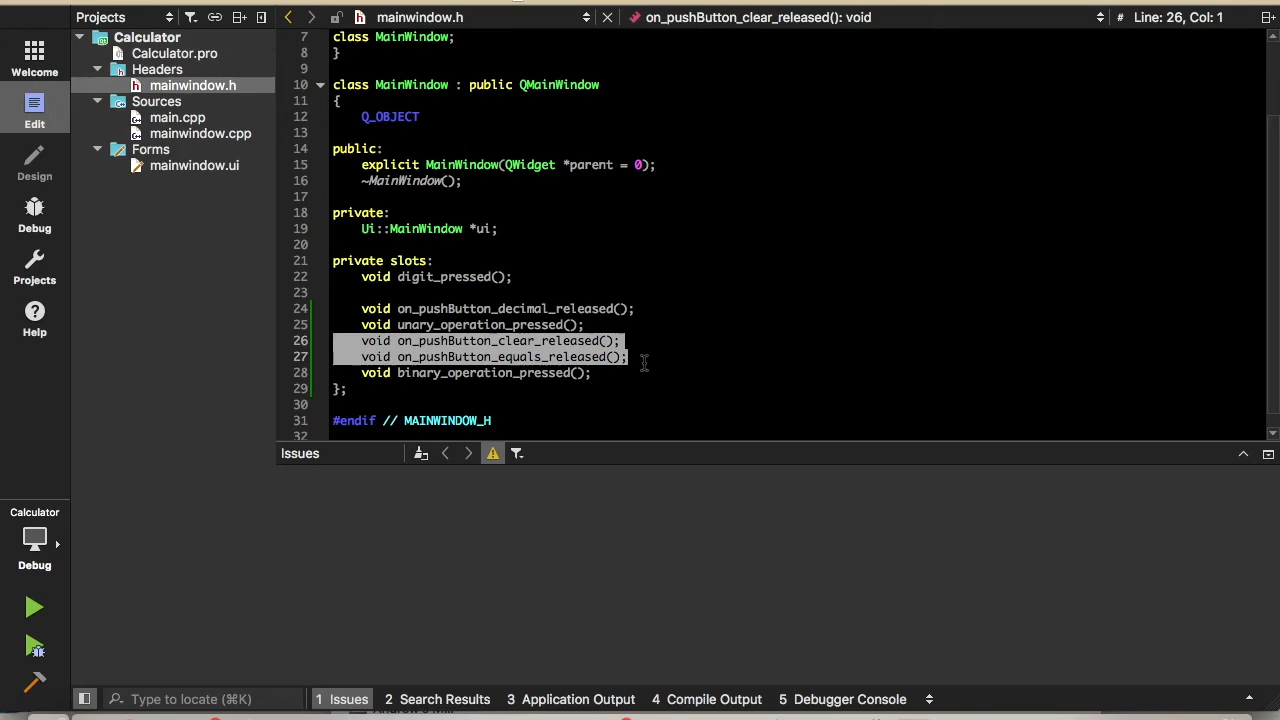 Projects
mainwindow.h
on_pushButton_clear_released(): void
# Line: 26, Col: 1
Welcome
Edit
Design
Debug
Projects
Help
Calculator
Debug
Calculator
Calculator.pro
Headers
mainwindow.h
Sources
main.cpp
mainwindow.cpp
Forms
mainwindow.ui
7 class MainWindow;
8 }
9
10 class MainWindow : public QMainWindow
11 {
12 Q_OBJECT
13
14 public:
15 explicit MainWindow(QWidget *parent = 0);
16 ~MainWindow();
17
18 private:
19 Ui::MainWindow *ui;
20
21 private slots:
22 void digit_pressed();
23
24 void on_pushButton_decimal_released();
25 void unary_operation_pressed();
26 void on_pushButton_clear_released();
27 void on_pushButton_equals_released();
28 void binary_operation_pressed();
29 };
30
31 #endif // MAINWINDOW_H
32
Issues
Type to locate (⌘K)
1 Issues
2 Search Results
3 Application Output
4 Compile Output
5 Debugger Console